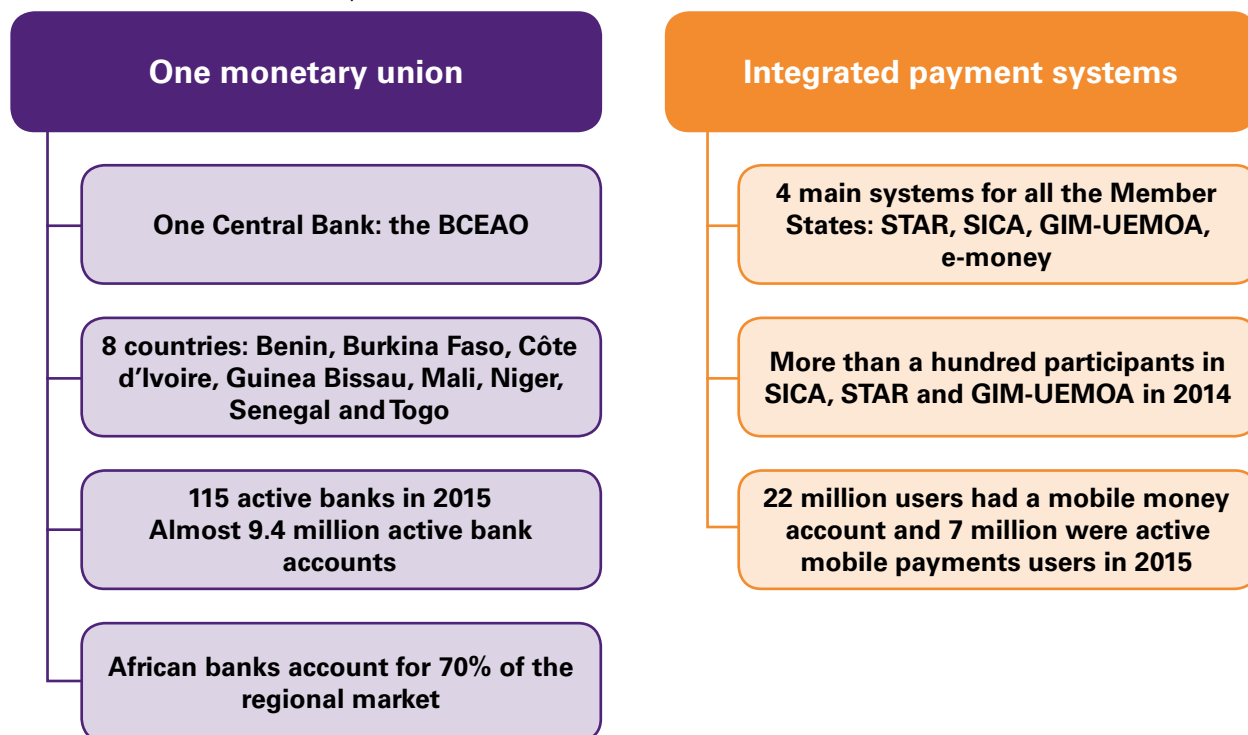 One monetary union
One Central Bank: the BCEAO
8 countries: Benin, Burkina Faso, Côte
d'Ivoire, Guinea Bissau, Mali, Niger,
Senegal and Togo
115 active banks in 2015
Almost 9.4 million active bank
accounts
African banks account for 70% of the
regional market
Integrated payment systems
4 main systems for all the Member
States: STAR, SICA, GIM-UEMOA,
e-money
More than a hundred participants in
SICA, STAR and GIM-UEMOA in 2014
22 million users had a mobile money
account and 7 million were active
mobile payments users in 2015